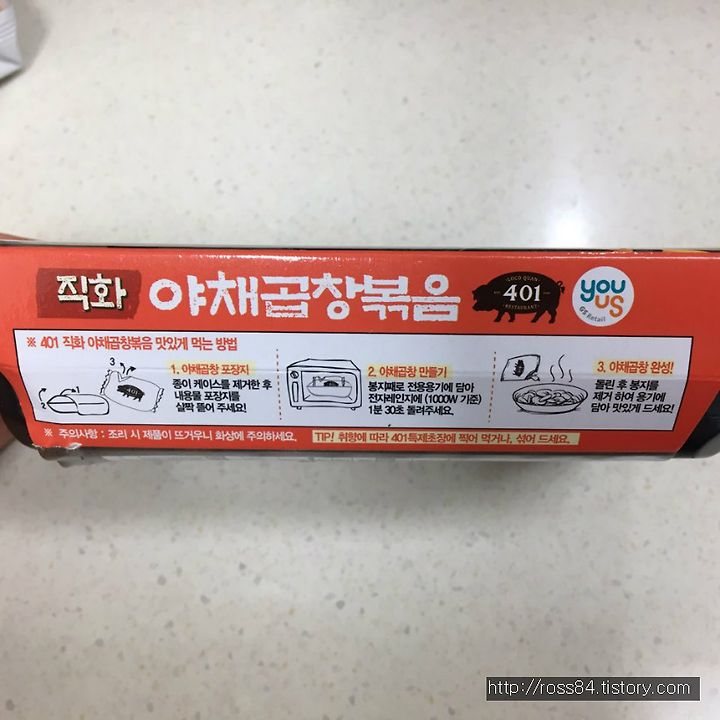 직화 야채곱창볶음
LOCO QUAN
401
RESTAURANT
you
US
GS Retail
※ 401 직화 야채곱창볶음 맛있게 먹는 방법
1. 야채곱창 포장지
종이 케이스를 제거한 후
내용물 포장지를
살짝 뜯어 주세요!
1
2
3
2. 야채곱창 만들기
봉지째로 전용용기에 담아
전자레인지에 (1000W 기준)
1분 30초 돌려주세요.
3. 야채곱창 완성!
돌린 후 봉지를
제거 하여 용기에
담아 맛있게 드세요!
※ 주의사항 : 조리 시 제품이 뜨거우니 화상에 주의하세요.
TIP! 취향에 따라 401특제초장에 찍어 먹거나, 섞어 드세요.
http://ross84.tistory.com